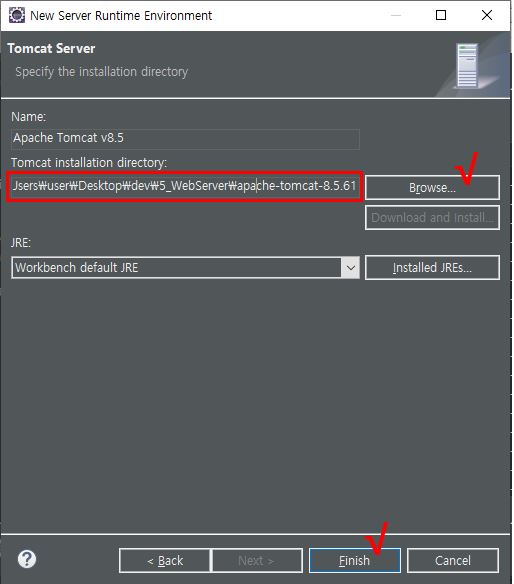 New Server Runtime Environment
Tomcat Server
Specify the installation directory
Name:
Apache Tomcat v8.5
Tomcat installation directory:
Jsers₩user₩Desktop₩dev₩5_WebServer₩apache-tomcat-8.5.61
Browse...
Download and Install...
JRE:
Workbench default JRE
Installed JREs...
?
< Back
Next >
Finish
Cancel